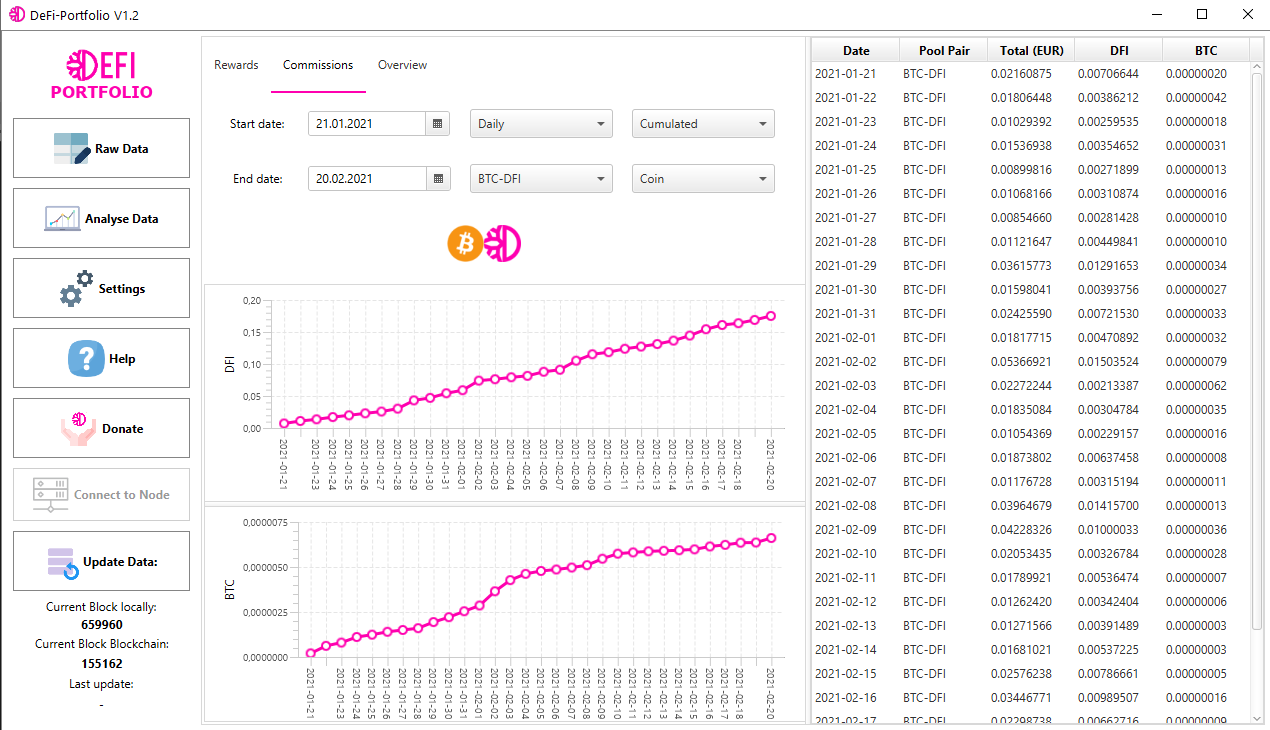 DeFi-Portfolio V1.2
DEFI
PORTFOLIO
Raw Data
Analyse Data
Settings
Help
Donate
Connect to Node
Update Data:
Current Block locally:
659960
Current Block Blockchain:
155162
Last update:
-
Rewards Commissions Overview
Start date: 21.01.2021 Daily Cumulated
End date: 20.02.2021 BTC-DFI Coin
DFI
0,20
0,15
0,10
0,05
0,00
2021-01-21 2021-01-23 2021-01-24 2021-01-25 2021-01-26 2021-01-27 2021-01-28 2021-01-29 2021-01-30 2021-01-31 2021-02-01 2021-02-02 2021-02-03 2021-02-04 2021-02-05 2021-02-06 2021-02-07 2021-02-08 2021-02-09 2021-02-10 2021-02-11 2021-02-12 2021-02-13 2021-02-14 2021-02-15 2021-02-16 2021-02-17 2021-02-18 2021-02-20
BTC
0,0000075
0,0000050
0,0000025
0,0000000
2021-01-21 2021-01-23 2021-01-24 2021-01-25 2021-01-26 2021-01-27 2021-01-28 2021-01-29 2021-01-30 2021-01-31 2021-02-01 2021-02-02 2021-02-03 2021-02-04 2021-02-05 2021-02-06 2021-02-07 2021-02-08 2021-02-09 2021-02-10 2021-02-11 2021-02-12 2021-02-13 2021-02-14 2021-02-15 2021-02-16 2021-02-17 2021-02-18 2021-02-20
Date Pool Pair Total (EUR) DFI BTC
2021-01-21 BTC-DFI 0.02160875 0.00706644 0.00000020
2021-01-22 BTC-DFI 0.01806448 0.00386212 0.00000042
2021-01-23 BTC-DFI 0.01029392 0.00259535 0.00000018
2021-01-24 BTC-DFI 0.01536938 0.00354652 0.00000031
2021-01-25 BTC-DFI 0.00899816 0.00271899 0.00000013
2021-01-26 BTC-DFI 0.01068166 0.00310874 0.00000016
2021-01-27 BTC-DFI 0.00854660 0.00281428 0.00000010
2021-01-28 BTC-DFI 0.01121647 0.00449841 0.00000010
2021-01-29 BTC-DFI 0.03615773 0.01291653 0.00000034
2021-01-30 BTC-DFI 0.01598041 0.00393756 0.00000027
2021-01-31 BTC-DFI 0.02425590 0.00721530 0.00000033
2021-02-01 BTC-DFI 0.01817715 0.00470892 0.00000032
2021-02-02 BTC-DFI 0.05366921 0.01503524 0.00000079
2021-02-03 BTC-DFI 0.02272244 0.00213387 0.00000062
2021-02-04 BTC-DFI 0.01835084 0.00304784 0.00000035
2021-02-05 BTC-DFI 0.01054369 0.00229157 0.00000016
2021-02-06 BTC-DFI 0.01873802 0.00637458 0.00000008
2021-02-07 BTC-DFI 0.01176728 0.00315194 0.00000011
2021-02-08 BTC-DFI 0.03964679 0.01415700 0.00000013
2021-02-09 BTC-DFI 0.04228326 0.01000033 0.00000036
2021-02-10 BTC-DFI 0.02053435 0.00326784 0.00000028
2021-02-11 BTC-DFI 0.01789921 0.00536474 0.00000007
2021-02-12 BTC-DFI 0.01262420 0.00342404 0.00000006
2021-02-13 BTC-DFI 0.01271566 0.00391489 0.00000003
2021-02-14 BTC-DFI 0.01681021 0.00537225 0.00000003
2021-02-15 BTC-DFI 0.02576238 0.00786661 0.00000005
2021-02-16 BTC-DFI 0.03446771 0.00989507 0.00000016
2021-02-17 BTC-DFI 0.02298738 0.00662716 0.00000009